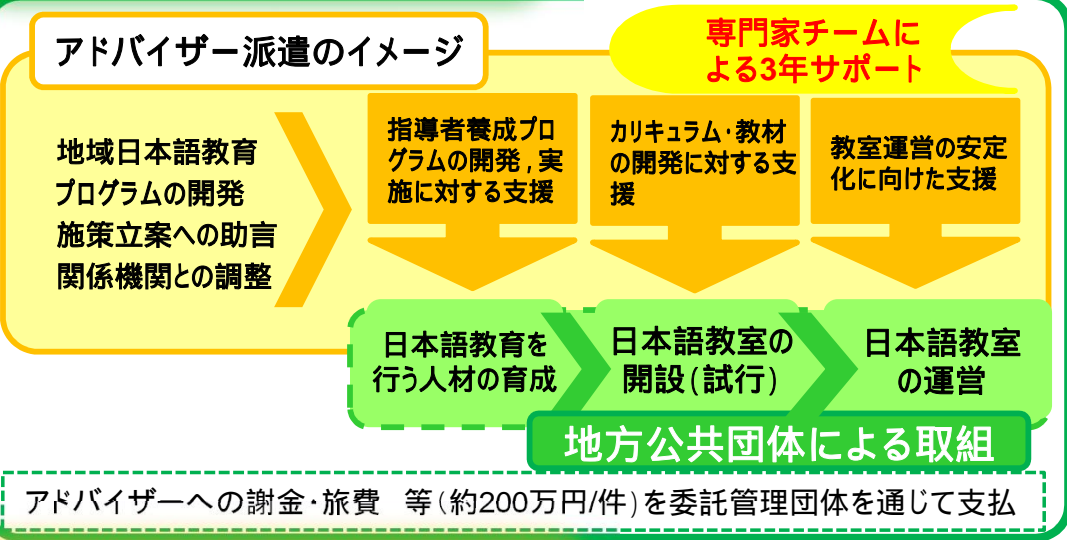 アドバイザー派遣のイメージ
専門家チームに
よる3年サポート
地域日本語教育
プログラムの開発
施策立案への助言
関係機関との調整
指導者養成プロ
グラムの開発，実
施に対する支援
カリキュラム・教材
の開発に対する支
援
教室運営の安定
化に向けた支援
日本語教育を
行う人材の育成
日本語教室の
開設(試行)
日本語教室
の運営
地方公共団体による取組
アドバイザーへの謝金・旅費　等(約200万円/件)を委託管理団体を通じて支払